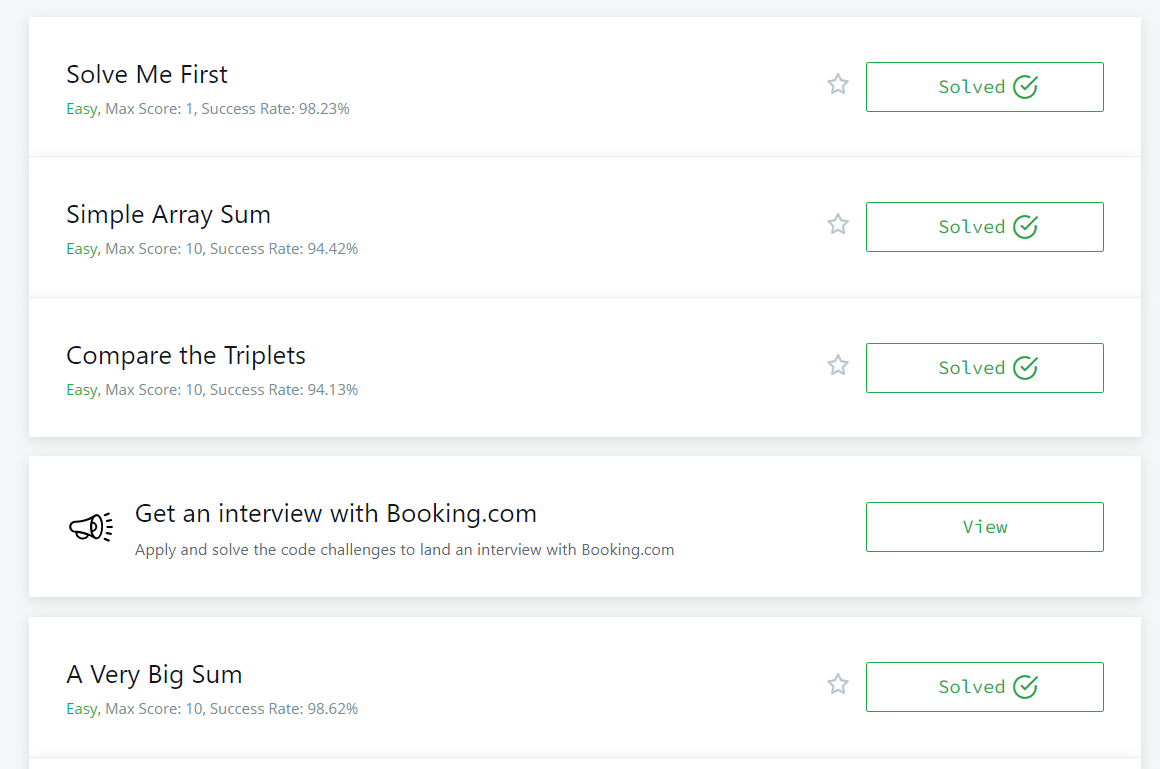 Solve Me First
Solved
Easy, Max Score: 1, Success Rate: 98.23%
Simple Array Sum
Solved
Easy, Max Score: 10, Success Rate: 94.42%
Compare the Triplets
Solved
Easy, Max Score: 10, Success Rate: 94.13%
Get an interview with Booking.com
View
Apply and solve the code challenges to land an interview with Booking.com
A Very Big Sum
Solved
Easy, Max Score: 10, Success Rate: 98.62%